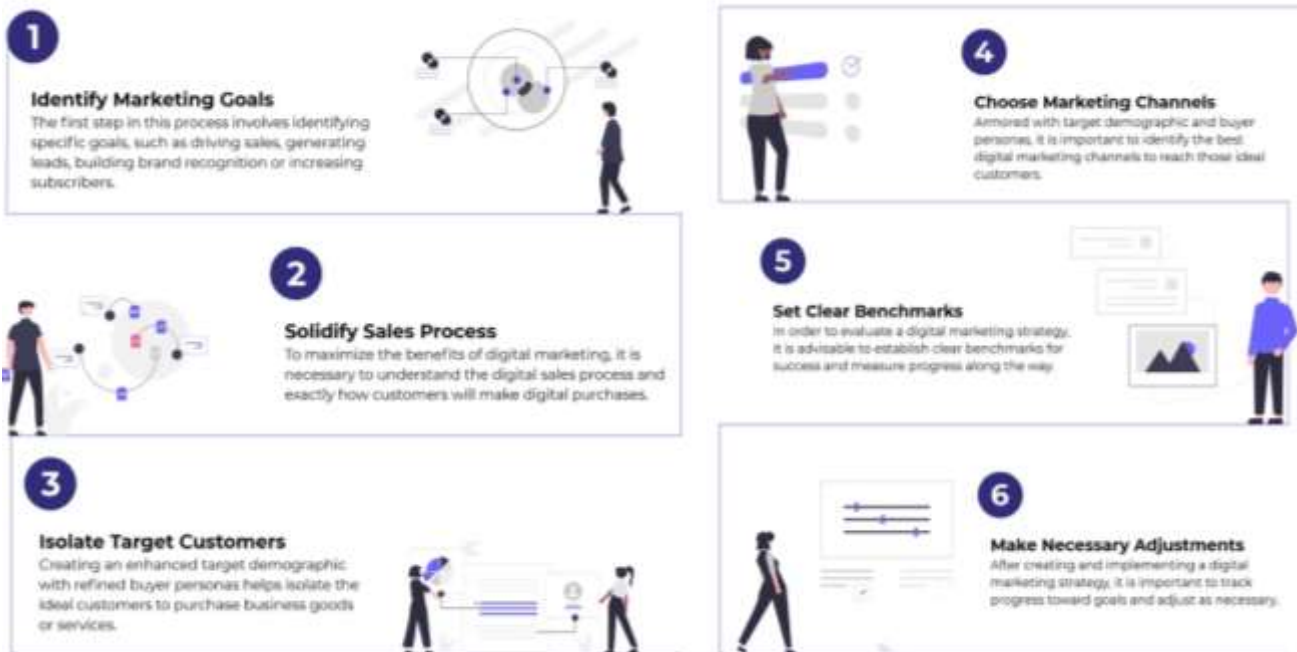 1
Identify Marketing Goals
The first step in this process involves identifying
specific goals, such as driving sales, generating
leads, building brand recognition or increasing
subscribers.
2
Solidify Sales Process
To maximize the benefits of digital marketing, it is
necessary to understand the digital sales process and
exactly how customers will make digital purchases.
3
Isolate Target Customers
Creating an enhanced target demographic
with refined buyer personas helps isolate the
ideal customers to purchase business goods
or services.
4
Choose Marketing Channels
Armored with target demographic and buyer
personas, it is important to identify the best
digital marketing channels to reach those ideal
customers.
5
Set Clear Benchmarks
In order to evaluate a digital marketing strategy,
it is advisable to establish clear benchmarks for
success and measure progress along the way.
6
Make Necessary Adjustments
After creating and implementing a digital
marketing strategy, it is important to track
progress toward goals and adjust as necessary.